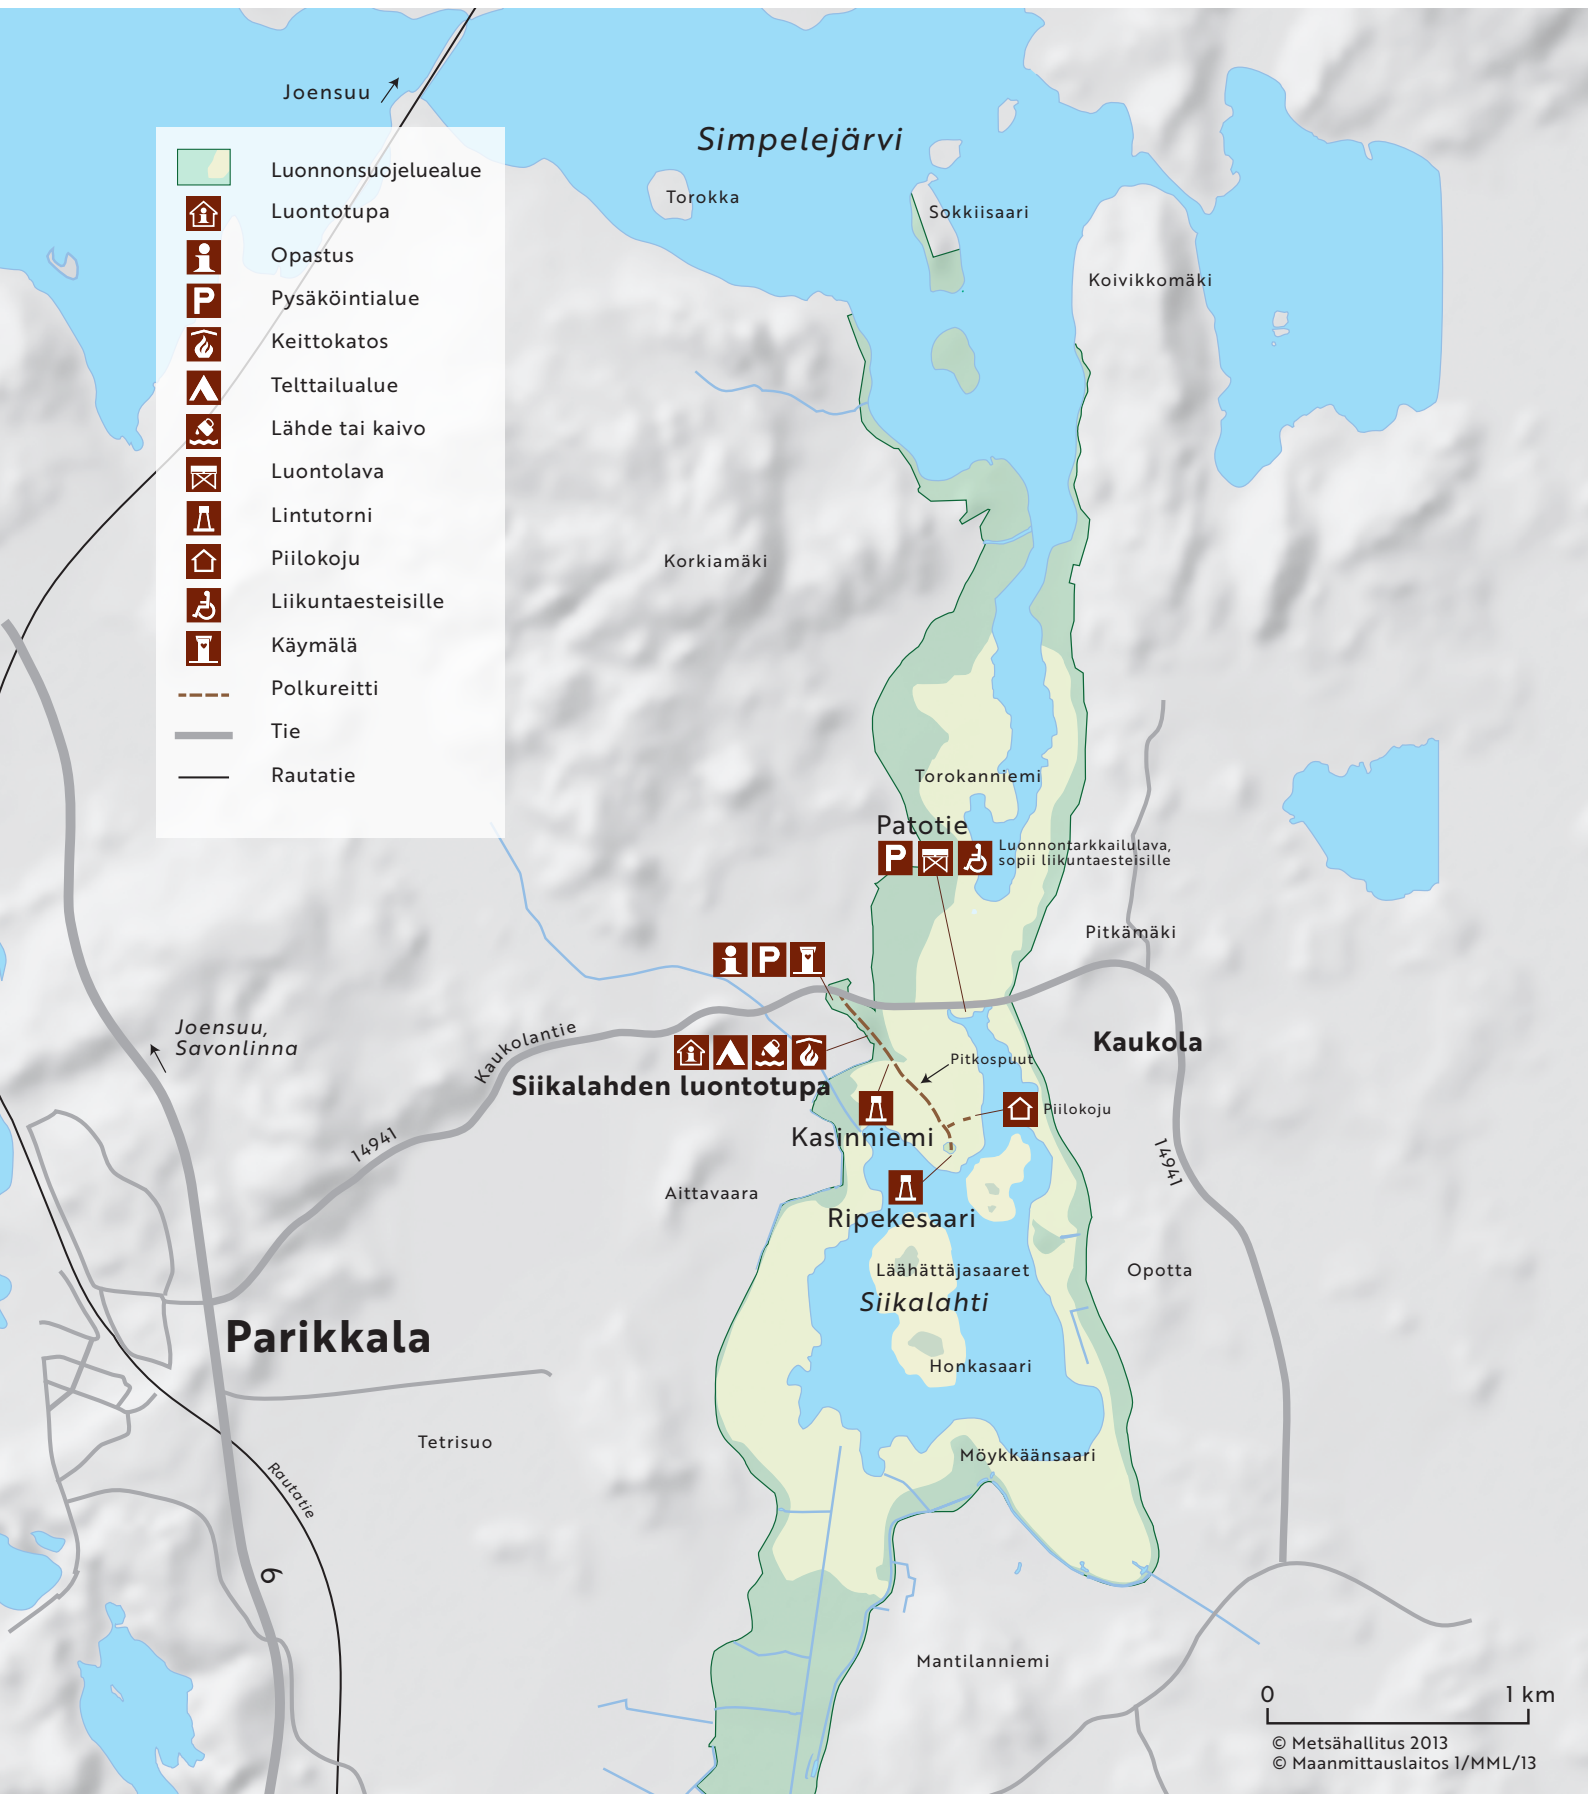 Joensuu
Simpelejärvi
Luonnonsuojeluealue
Luontotupa
Opastus
Pysäköintialue
Keittokatos
Telttailualue
Lähde tai kaivo
Luontolava
Lintutorni
Piilokoju
Liikuntaesteisille
Käymälä
Polkureitti
Tie
Rautatie
Torokka
Sokkiisaari
Koivikkomäki
Korkiamäki
Torokanniemi
Patotie
P
Luonnontarkkailulava,
sopii liikuntaesteisille
Pitkämäki
P
Joensuu,
Savonlinna
Kaukolantie
Kaukola
Pitkospuut
Siikalahden luontotupa
Piilokoju
Kasinniemi
14941
14941
Aittavaara
Ripekesaari
Läähättäjasaaret
Opotta
Siikalahti
Parikkala
Honkasaari
Tetrisuo
Möykkäänsaari
Rautatie
6
Mantilanniemi
0 1 km
© Metsähallitus 2013
© Maanmittauslaitos 1/MML/13